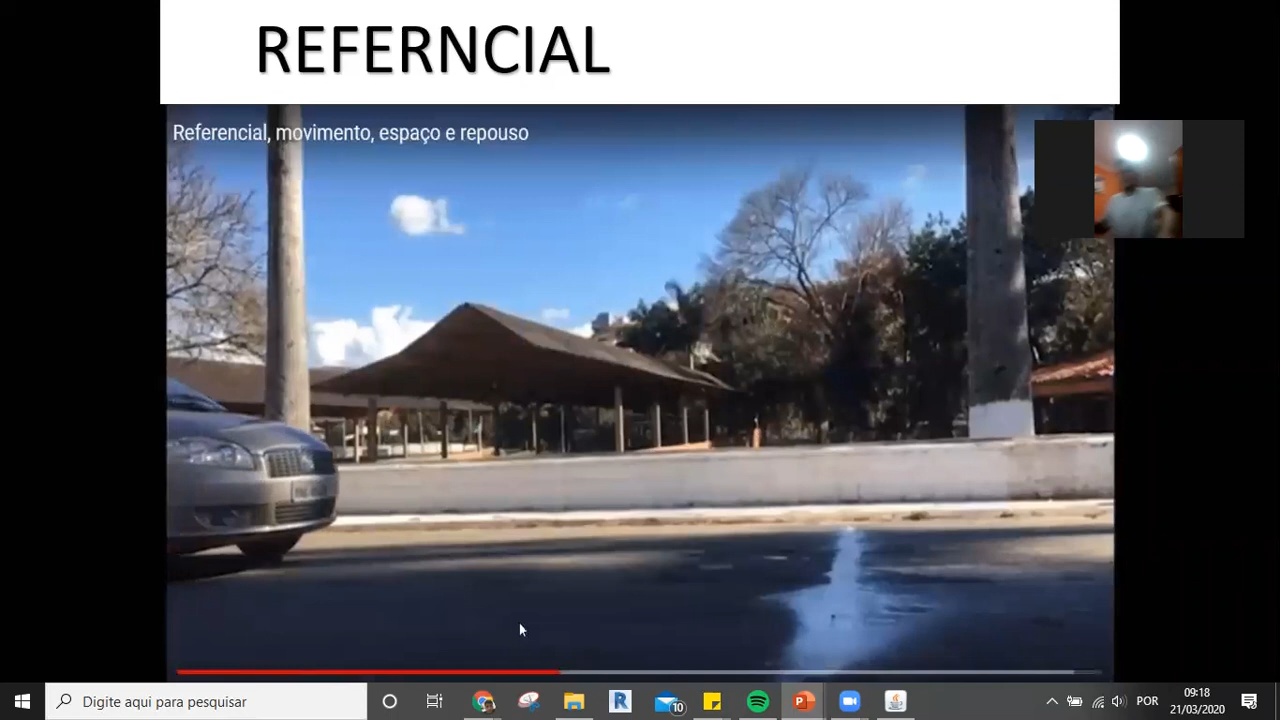 REFERNCIAL
Referencial, movimento, espaço e repouso
Digite aqui para pesquisar
10
POR
09:18
21/03/2020